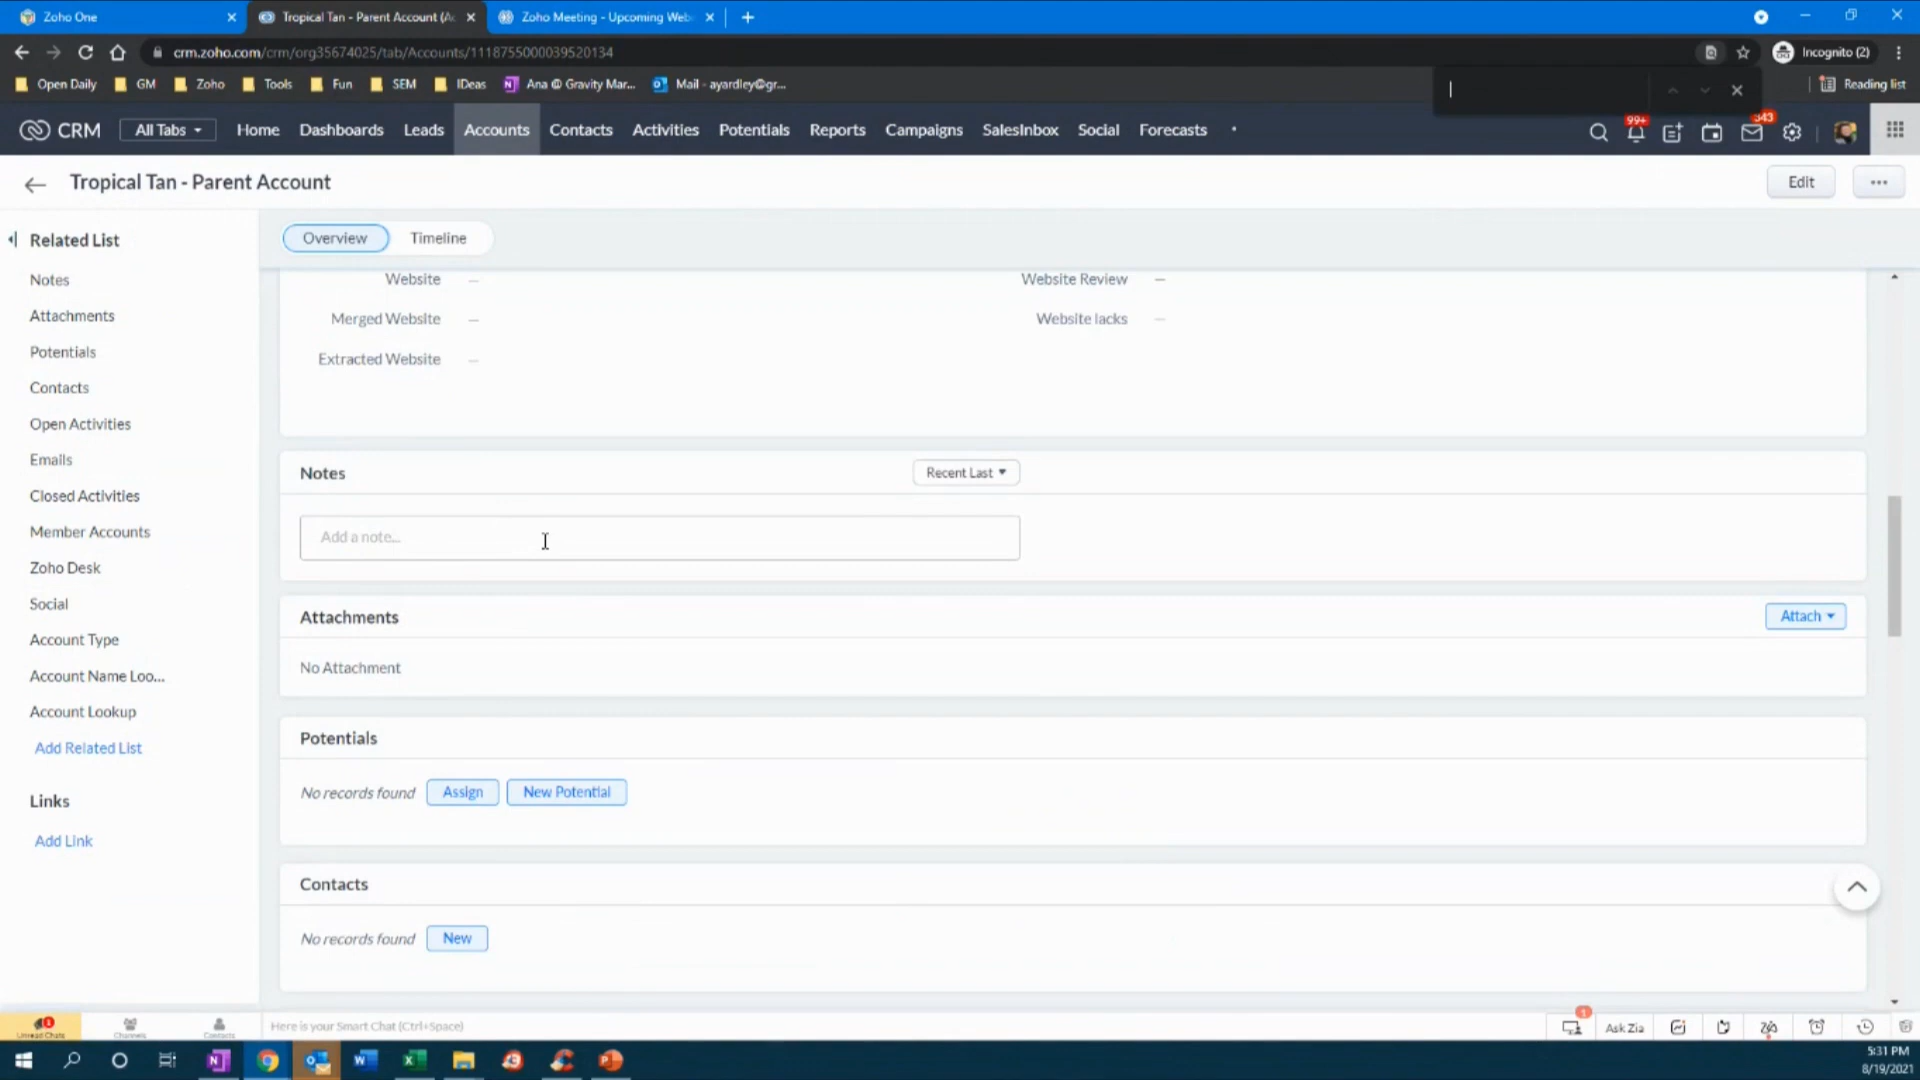 Zoho One
Tropical Tan - Parent Account (Ac
Zoho Meeting - Upcoming Web
crm.zoho.com/crm/org35674025/tab/Accounts/1118755000039520134
Incognito (2)
Open Daily
GM
Zoho
Tools
Fun
SEM
IDeas
Ana @ Gravity Mar...
Mail - ayardley@gr...
Reading list
CRM
All Tabs
Home
Dashboards
Leads
Accounts
Contacts
Activities
Potentials
Reports
Campaigns
SalesInbox
Social
Forecasts
99+
343
Tropical Tan - Parent Account
Edit
...
Related List
Notes
Attachments
Potentials
Contacts
Open Activities
Emails
Closed Activities
Member Accounts
Zoho Desk
Social
Account Type
Account Name Loo...
Account Lookup
Add Related List
Links
Add Link
Overview
Timeline
Website —
Website Review —
Merged Website —
Website lacks —
Extracted Website —
Notes
Recent Last
Add a note...
Attachments
Attach
No Attachment
Potentials
No records found
Assign
New Potential
Contacts
No records found
New
1
Unread Chats
Channels
Contacts
Here is your Smart Chat (Ctrl+Space)
1
Ask Zia
5:31 PM
8/19/2021